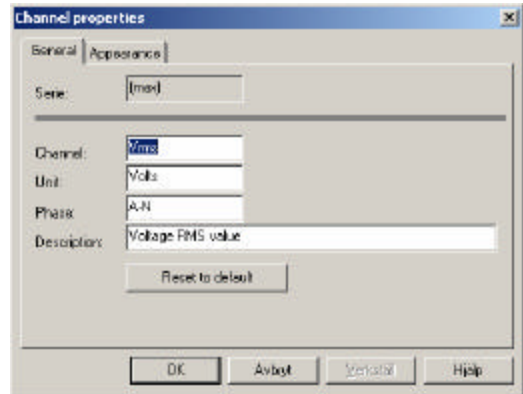 Channel properties
General Appearance
Serie: (max)
Channel: Vrms
Unit: Volts
Phase: A-N
Description: Voltage RMS value
Reset to default
OK Avbryt Verkställ Hjälp